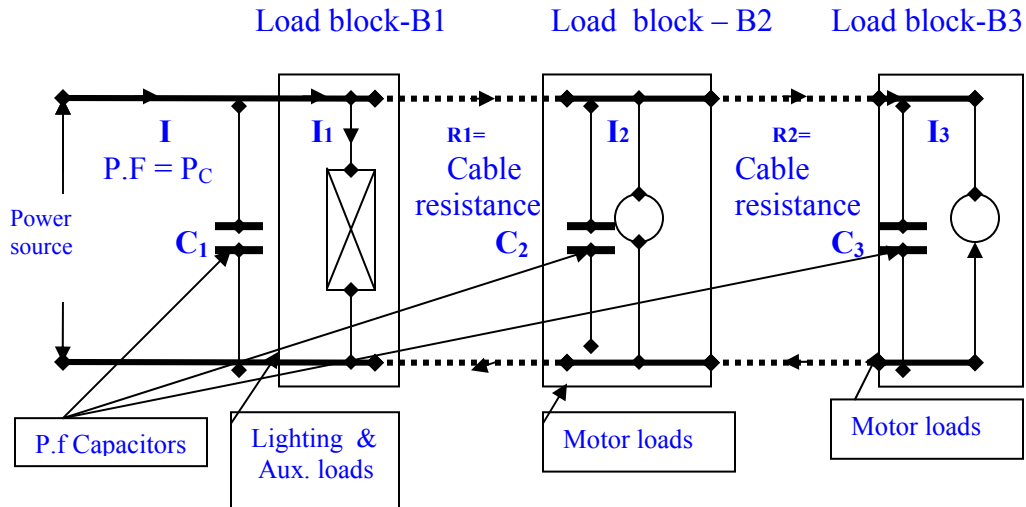 Load block-B1
Load block – B2
Load block-B3
I
I1
R1=
I2
R2=
I3
P.F = PC
Cable
resistance
Cable
resistance
Power
source
C1
C2
C3
P.f Capacitors
Lighting &
Aux. loads
Motor loads
Motor loads